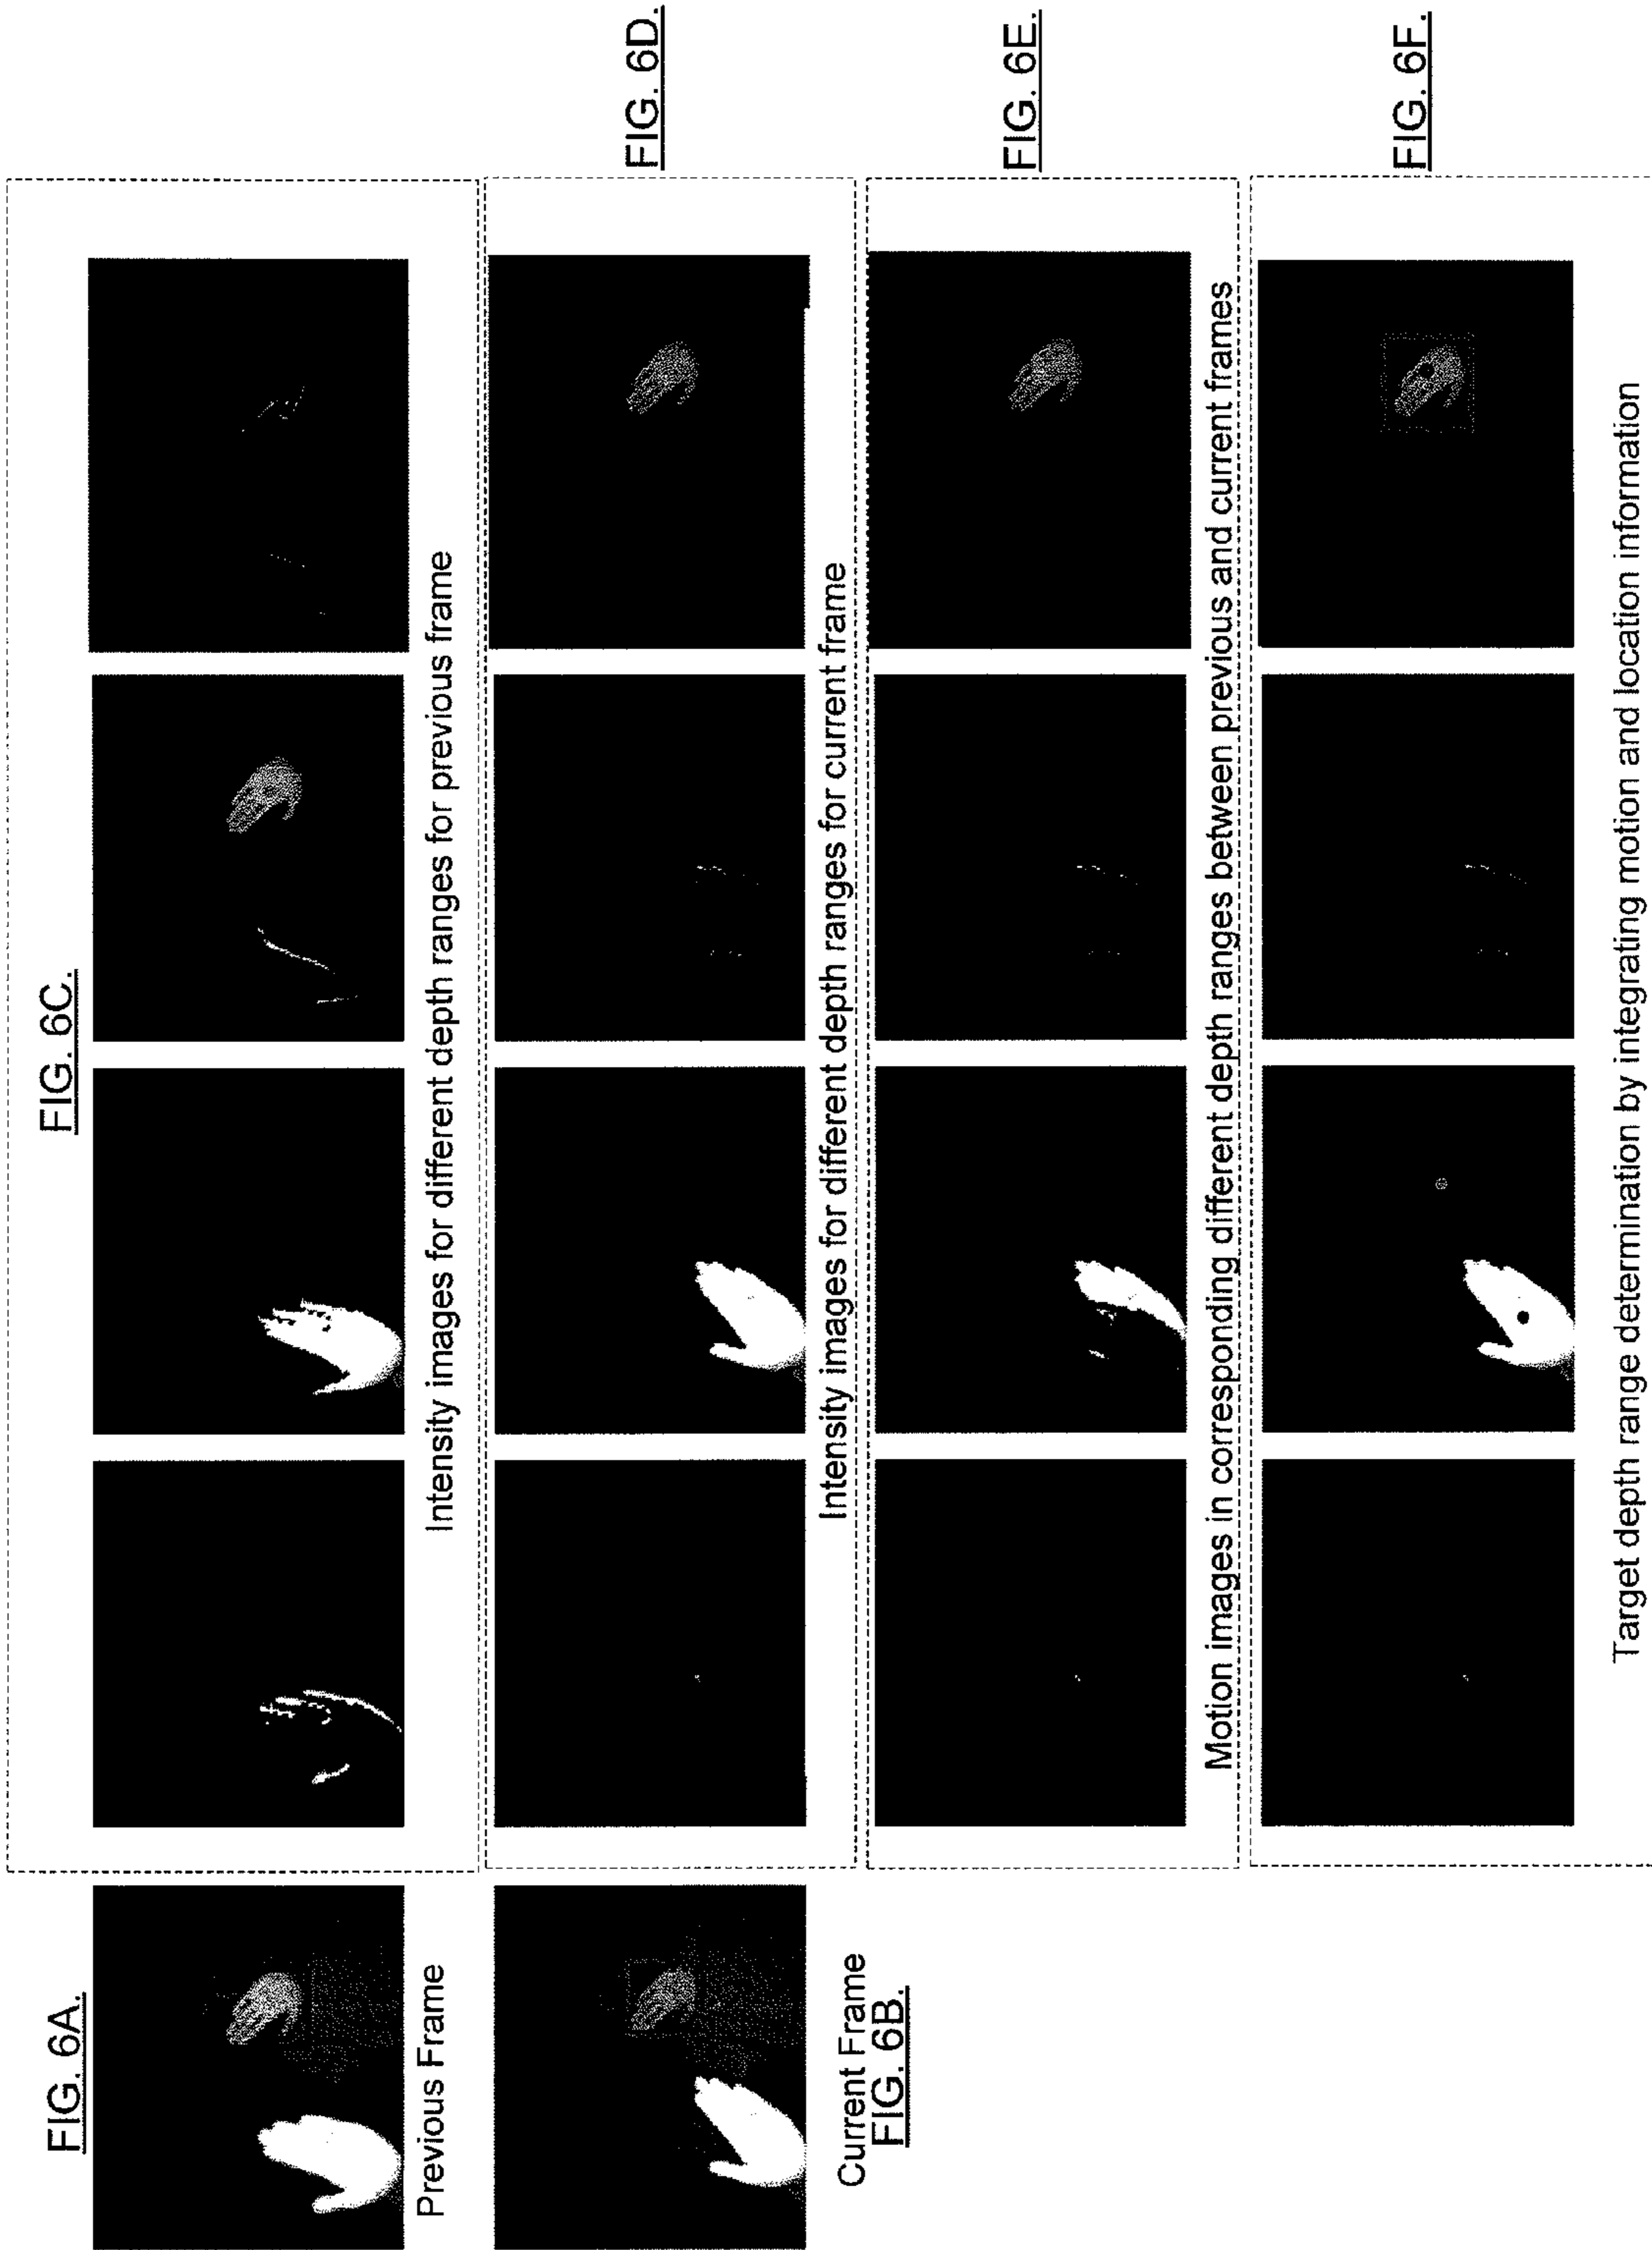 FIG. 6A.
Previous Frame
Current Frame
FIG. 6B.
FIG. 6C.
Intensity images for different depth ranges for previous frame
FIG. 6D.
Intensity images for different depth ranges for current frame
FIG. 6E.
Motion images in corresponding different depth ranges between previous and current frames
FIG. 6F.
Target depth range determination by integrating motion and location information